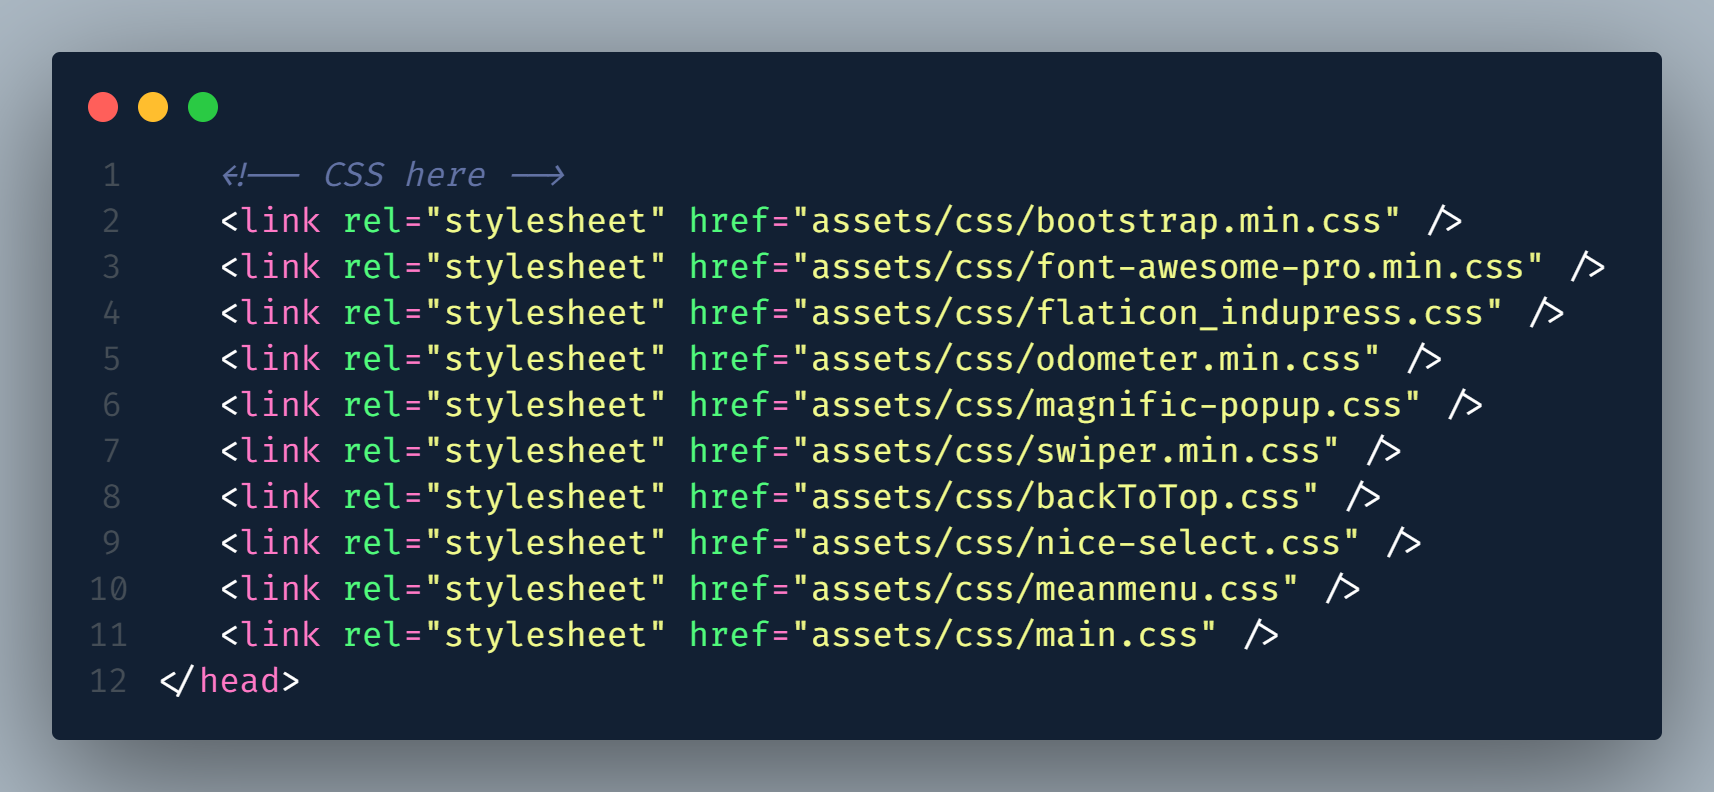 1 <!-- CSS here -->
2 <link rel="stylesheet" href="assets/css/bootstrap.min.css" />
3 <link rel="stylesheet" href="assets/css/font-awesome-pro.min.css" />
4 <link rel="stylesheet" href="assets/css/flaticon_indupress.css" />
5 <link rel="stylesheet" href="assets/css/odometer.min.css" />
6 <link rel="stylesheet" href="assets/css/magnific-popup.css" />
7 <link rel="stylesheet" href="assets/css/swiper.min.css" />
8 <link rel="stylesheet" href="assets/css/backToTop.css" />
9 <link rel="stylesheet" href="assets/css/nice-select.css" />
10 <link rel="stylesheet" href="assets/css/meanmenu.css" />
11 <link rel="stylesheet" href="assets/css/main.css" />
12 </head>